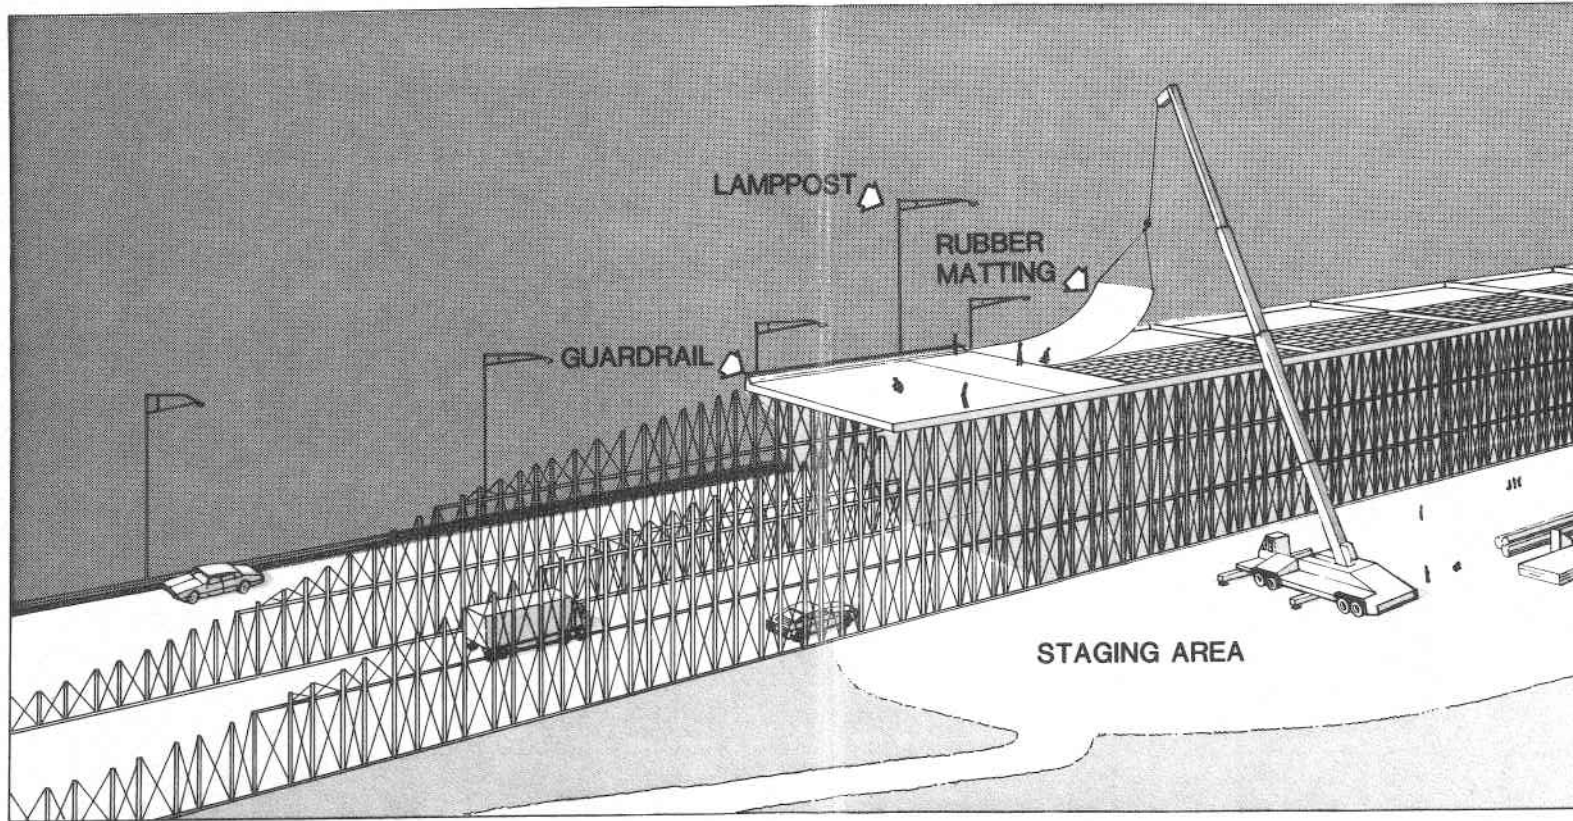 LAMPPOST
RUBBER
MATTING
GUARDRAIL
STAGING AREA